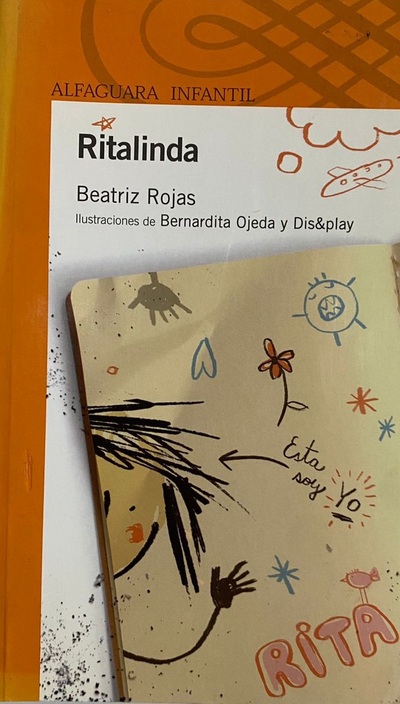 ALFAGUARA INFANTIL
Ritalinda
Beatriz Rojas
Ilustraciones de Bernardita Ojeda y Dis&play
Esta
soy Yo
RITA